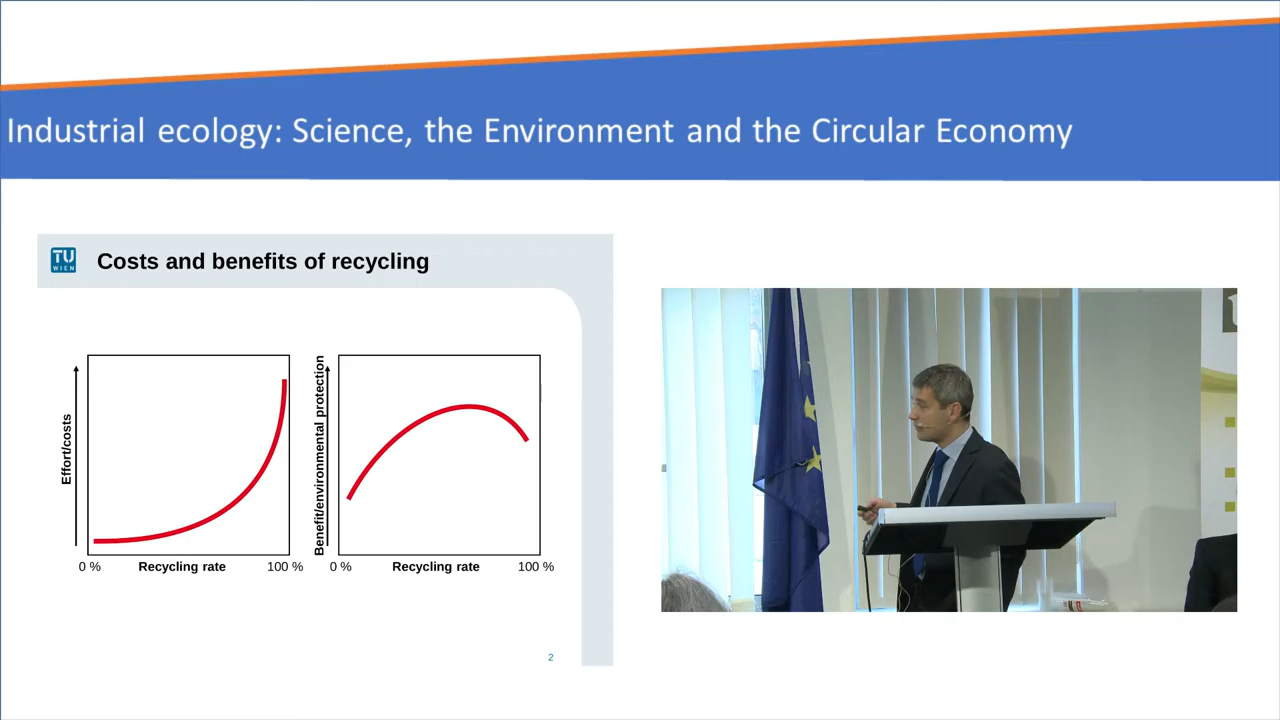 Industrial ecology: Science, the Environment and the Circular Economy
TU
WIEN
Costs and benefits of recycling
Effort/costs
0 %
Recycling rate
100 %
Benefit/environmental protection
0 %
Recycling rate
100 %
2